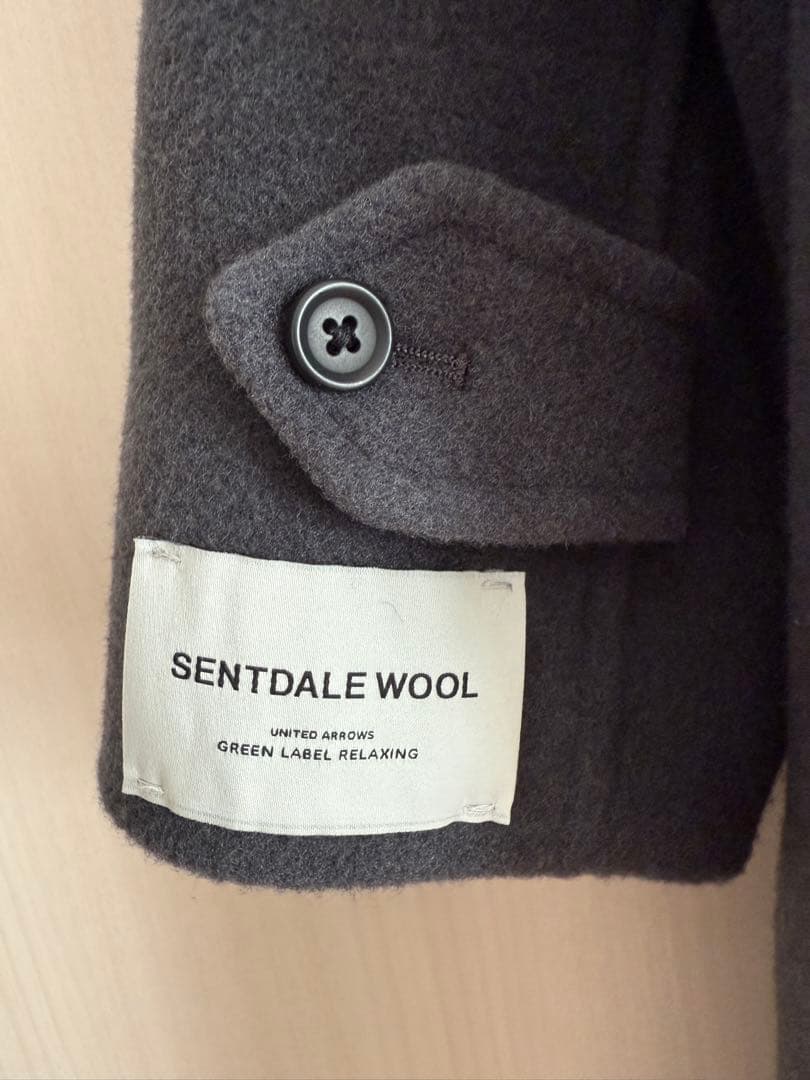 SENTDALE WOOL
UNITED ARROWS
GREEN LABEL RELAXING